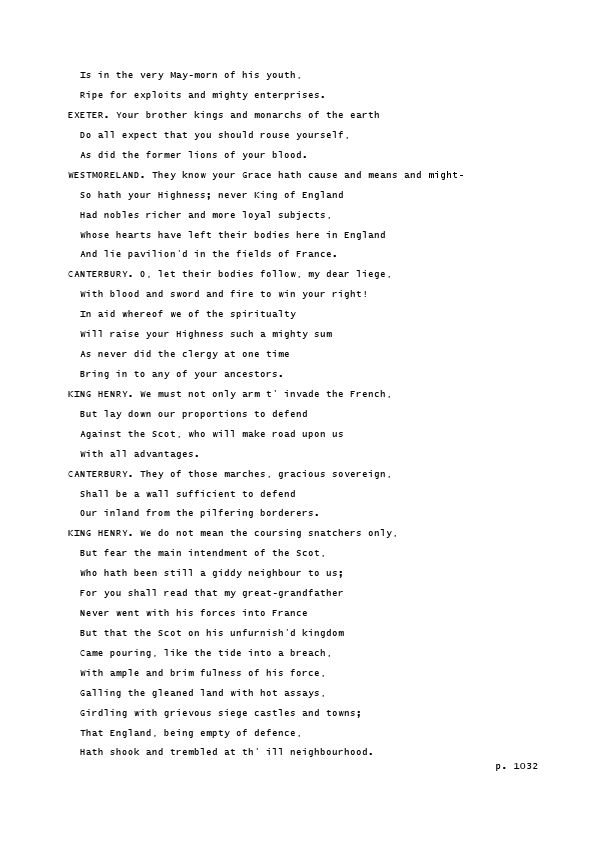 Is in the very May-morn of his youth,
Ripe for exploits and mighty enterprises.
EXETER. Your brother kings and monarchs of the earth
Do all expect that you should rouse yourself,
As did the former lions of your blood.
WESTMORELAND. They know your Grace hath cause and means and might-
So hath your Highness; never King of England
Had nobles richer and more loyal subjects,
Whose hearts have left their bodies here in England
And lie pavilion'd in the fields of France.
CANTERBURY. O, let their bodies follow, my dear liege,
With blood and sword and fire to win your right!
In aid whereof we of the spiritualty
Will raise your Highness such a mighty sum
As never did the clergy at one time
Bring in to any of your ancestors.
KING HENRY. We must not only arm t' invade the French,
But lay down our proportions to defend
Against the Scot, who will make road upon us
With all advantages.
CANTERBURY. They of those marches, gracious sovereign,
Shall be a wall sufficient to defend
Our inland from the pilfering borderers.
KING HENRY. We do not mean the coursing snatchers only,
But fear the main intendment of the Scot,
Who hath been still a giddy neighbour to us;
For you shall read that my great-grandfather
Never went with his forces into France
But that the Scot on his unfurnish'd kingdom
Came pouring, like the tide into a breach,
With ample and brim fulness of his force,
Galling the gleaned land with hot assays,
Girdling with grievous siege castles and towns;
That England, being empty of defence,
Hath shook and trembled at th' ill neighbourhood.
p. 1032